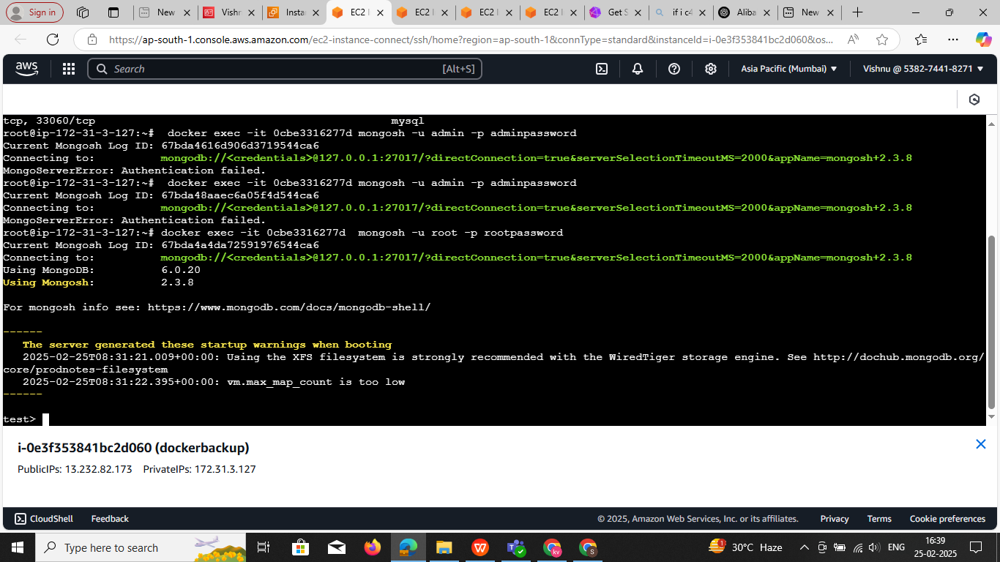 Sign in
New
Vishr
Insta
EC2 I
EC2 I
EC2 I
EC2 I
Get S
if i c4
Aliba
New
https://ap-south-1.console.aws.amazon.com/ec2-instance-connect/ssh/home?region=ap-south-1&connType=standard&instanceId=i-0e3f353841bc2d060&os...
aws
Search
[Alt+S]
Asia Pacific (Mumbai)
Vishnu @ 5382-7441-8271
tcp, 33060/tcp mysql
root@ip-172-31-3-127:~# docker exec -it 0cbe3316277d mongosh -u admin -p adminpassword
Current Mongosh Log ID: 67bda4616d906d3719544ca6
Connecting to: mongodb://<credentials>@127.0.0.1:27017/?directConnection=true&serverSelectionTimeoutMS=2000&appName=mongosh+2.3.8
MongoServerError: Authentication failed.
root@ip-172-31-3-127:~# docker exec -it 0cbe3316277d mongosh -u admin -p adminpassword
Current Mongosh Log ID: 67bda48aaec6a05f4d544ca6
Connecting to: mongodb://<credentials>@127.0.0.1:27017/?directConnection=true&serverSelectionTimeoutMS=2000&appName=mongosh+2.3.8
MongoServerError: Authentication failed.
root@ip-172-31-3-127:~# docker exec -it 0cbe3316277d mongosh -u root -p rootpassword
Current Mongosh Log ID: 67bda4a4da72591976544ca6
Connecting to: mongodb://<credentials>@127.0.0.1:27017/?directConnection=true&serverSelectionTimeoutMS=2000&appName=mongosh+2.3.8
Using MongoDB: 6.0.20
Using Mongosh: 2.3.8
For mongosh info see: https://www.mongodb.com/docs/mongodb-shell/
------
The server generated these startup warnings when booting
2025-02-25T08:31:21.009+00:00: Using the XFS filesystem is strongly recommended with the WiredTiger storage engine. See http://dochub.mongodb.org/
core/prodnotes-filesystem
2025-02-25T08:31:22.395+00:00: vm.max_map_count is too low
------
test>
i-0e3f353841bc2d060 (dockerbackup)
PublicIPs: 13.232.82.173 PrivateIPs: 172.31.3.127
CloudShell
Feedback
© 2025, Amazon Web Services, Inc. or its affiliates.
Privacy
Terms
Cookie preferences
Type here to search
30°C Haze
ENG
16:39
25-02-2025